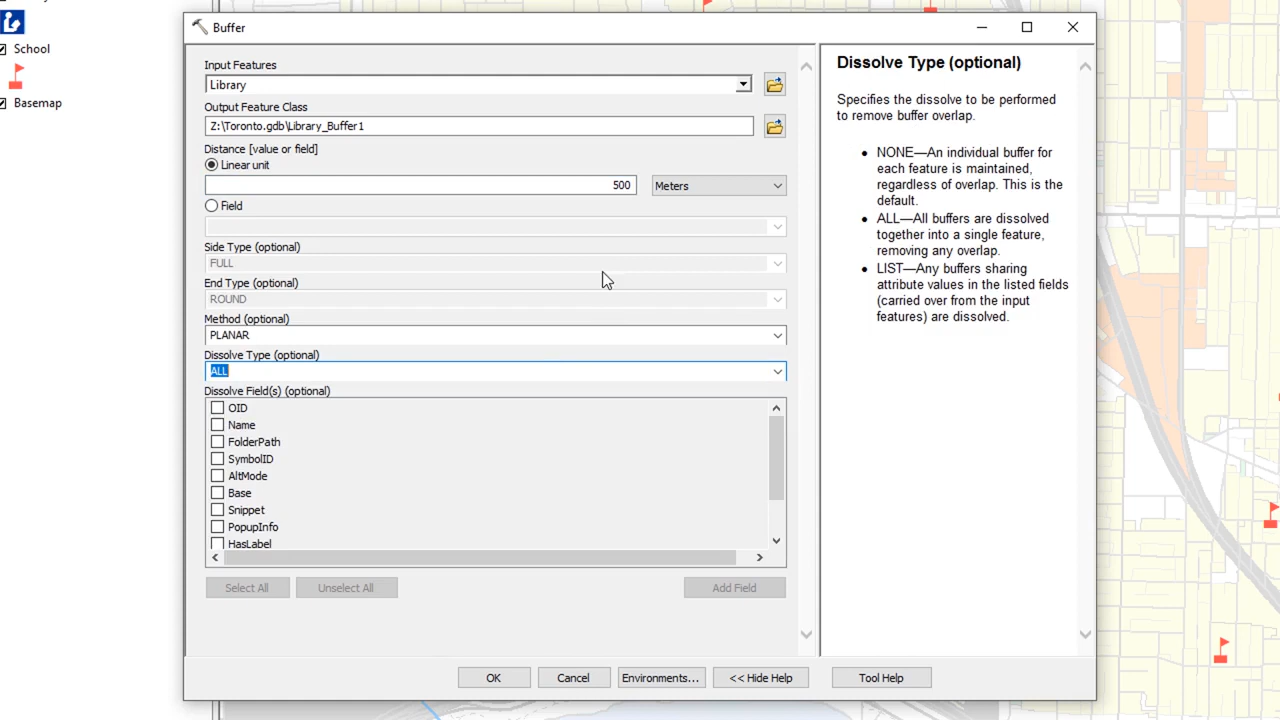 School
Basemap
Buffer
Input Features
Library
Output Feature Class
Z:\Toronto.gdb\Library_Buffer1
Distance [value or field]
Linear unit
500
Meters
Field
Side Type (optional)
FULL
End Type (optional)
ROUND
Method (optional)
PLANAR
Dissolve Type (optional)
ALL
Dissolve Field(s) (optional)
OID
Name
FolderPath
SymbolID
AltMode
Base
Snippet
PopupInfo
HasLabel
Select All
Unselect All
Add Field
OK
Cancel
Environments...
<< Hide Help
Tool Help
Dissolve Type (optional)
Specifies the dissolve to be performed
to remove buffer overlap.
• NONE—An individual buffer for
each feature is maintained,
regardless of overlap. This is the
default.
• ALL—All buffers are dissolved
together into a single feature,
removing any overlap.
• LIST—Any buffers sharing
attribute values in the listed fields
(carried over from the input
features) are dissolved.